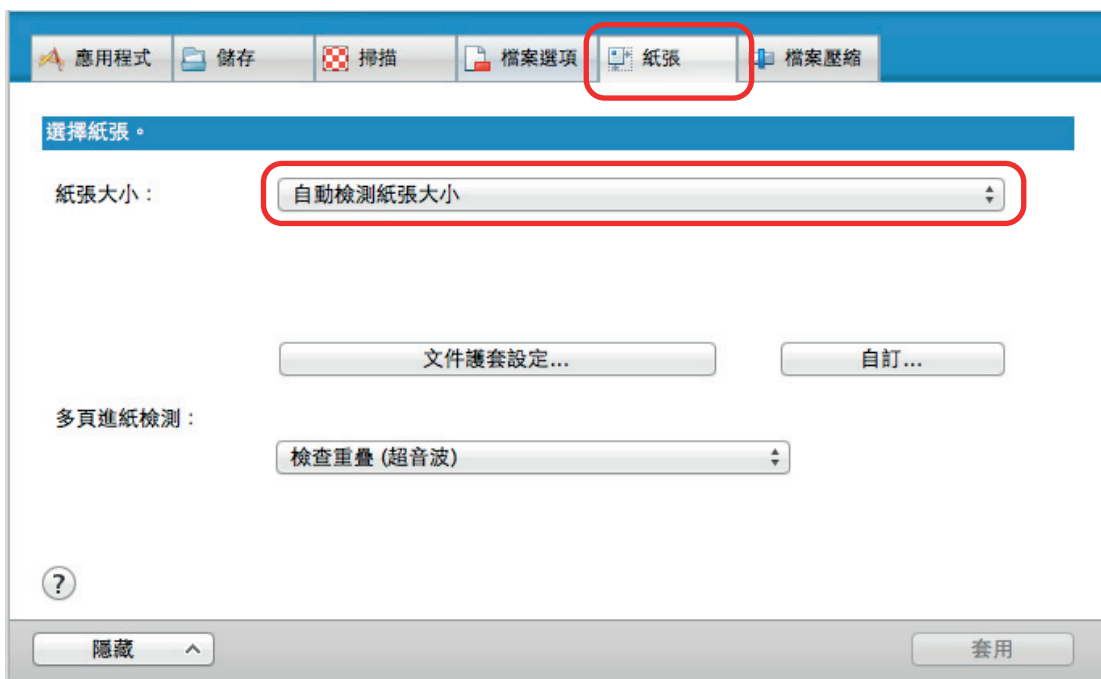 應用程式 儲存 掃描 檔案選項 紙張 檔案壓縮
選擇紙張。
紙張大小： 自動檢測紙張大小
文件護套設定... 自訂...
多頁進紙檢測：
檢查重疊 (超音波)
?
隱藏 套用